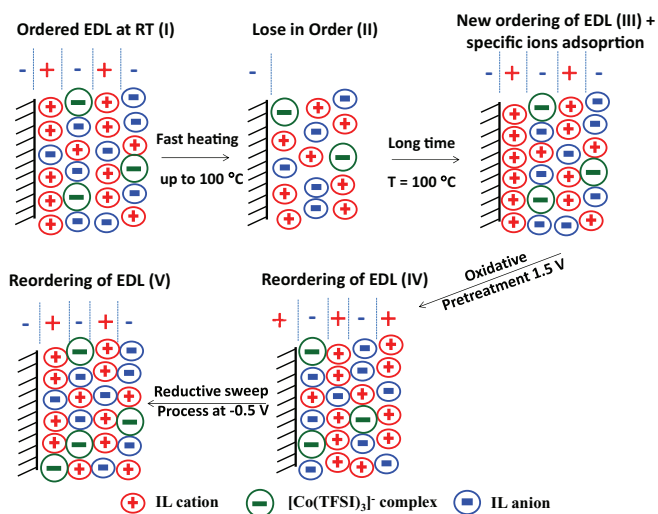 Ordered EDL at RT (I)
Lose in Order (II)
New ordering of EDL (III) +
specific ions adsoprtion
- + - + -
-
- + - + -
Fast heating
up to 100 °C
Long time
T = 100 °C
Oxidative
Pretreatment 1.5 V
Reordering of EDL (V)
Reordering of EDL (IV)
- + - + -
+ - + - +
Reductive sweep
Process at -0.5 V
+ IL cation
- [Co(TFSI)₃]⁻ complex
- IL anion